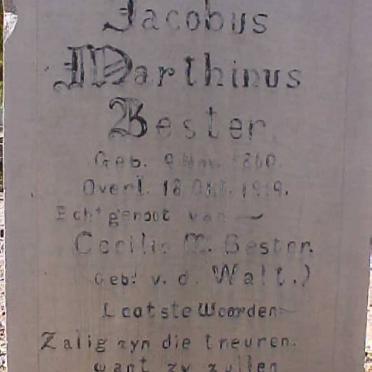 Jacobus
Marthinus
Bester
Geb. 9 Nov. 1860.
Overl. 18 Okt. 1919.
Echtgenoot van
Cecilia M. Bester.
Geb: v. d. Walt.)
Laatste Woorden
Zalig zyn die treuren.
want zy zullen